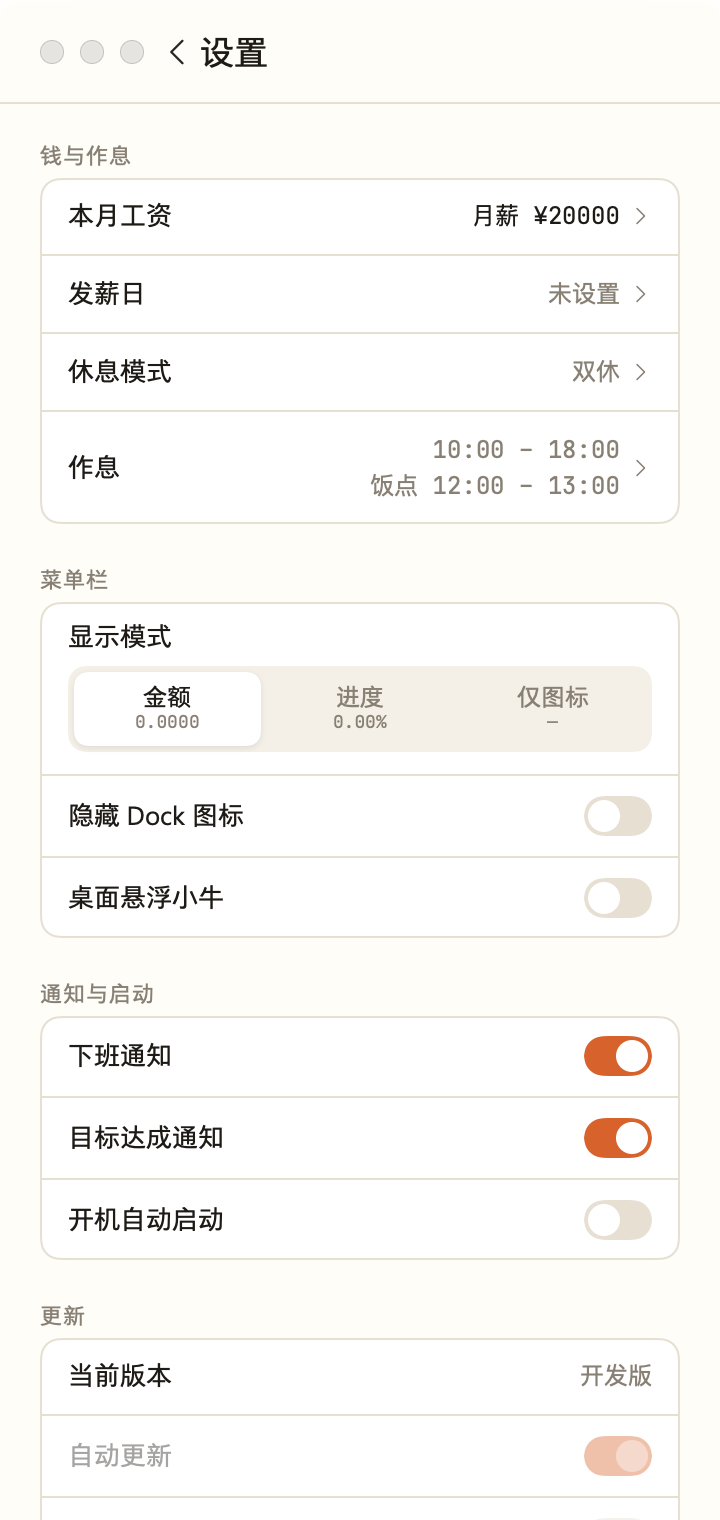 设置
钱与作息
本月工资 月薪 ¥20000
发薪日 未设置
休息模式 双休
作息 10:00 – 18:00
饭点 12:00 – 13:00
菜单栏
显示模式
金额 进度 仅图标
0.0000 0.00% –
隐藏 Dock 图标
桌面悬浮小牛
通知与启动
下班通知
目标达成通知
开机自动启动
更新
当前版本 开发版
自动更新